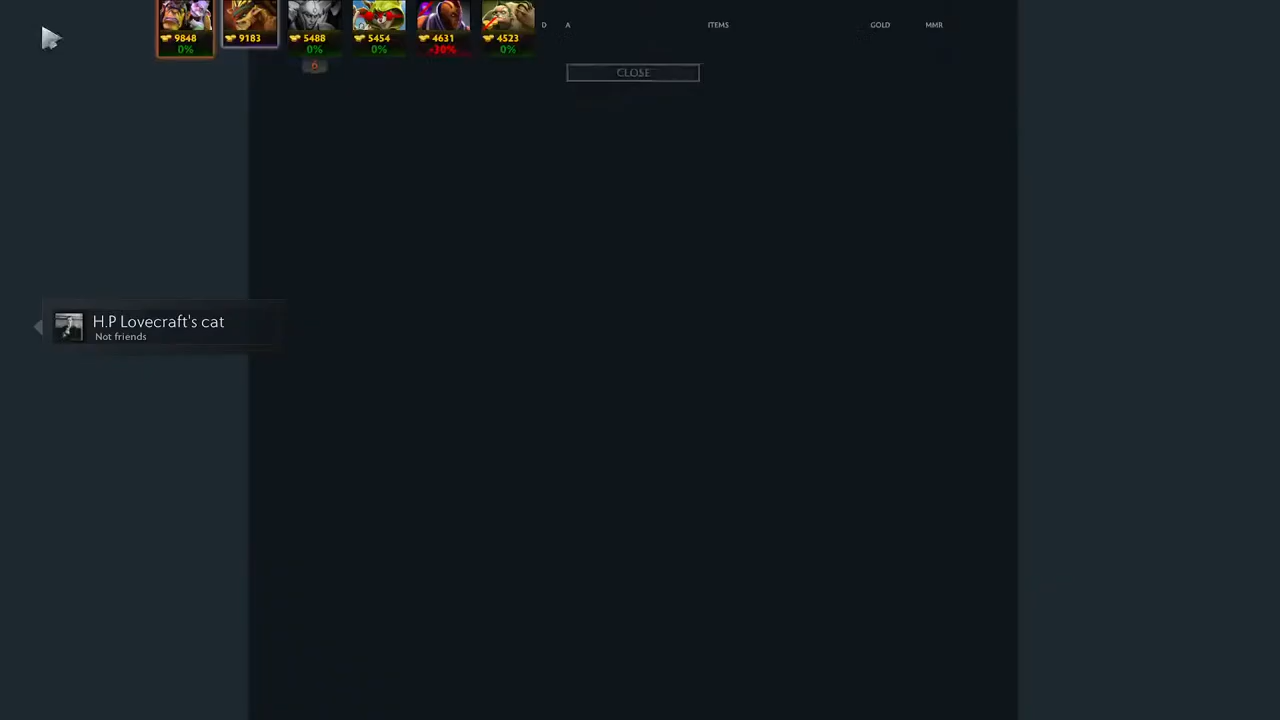 D A ITEMS GOLD MMR
9848 9183 5488 5454 4631 4523
0% 0% 0% -30% 0%
6
CLOSE
H.P Lovecraft's cat
Not friends